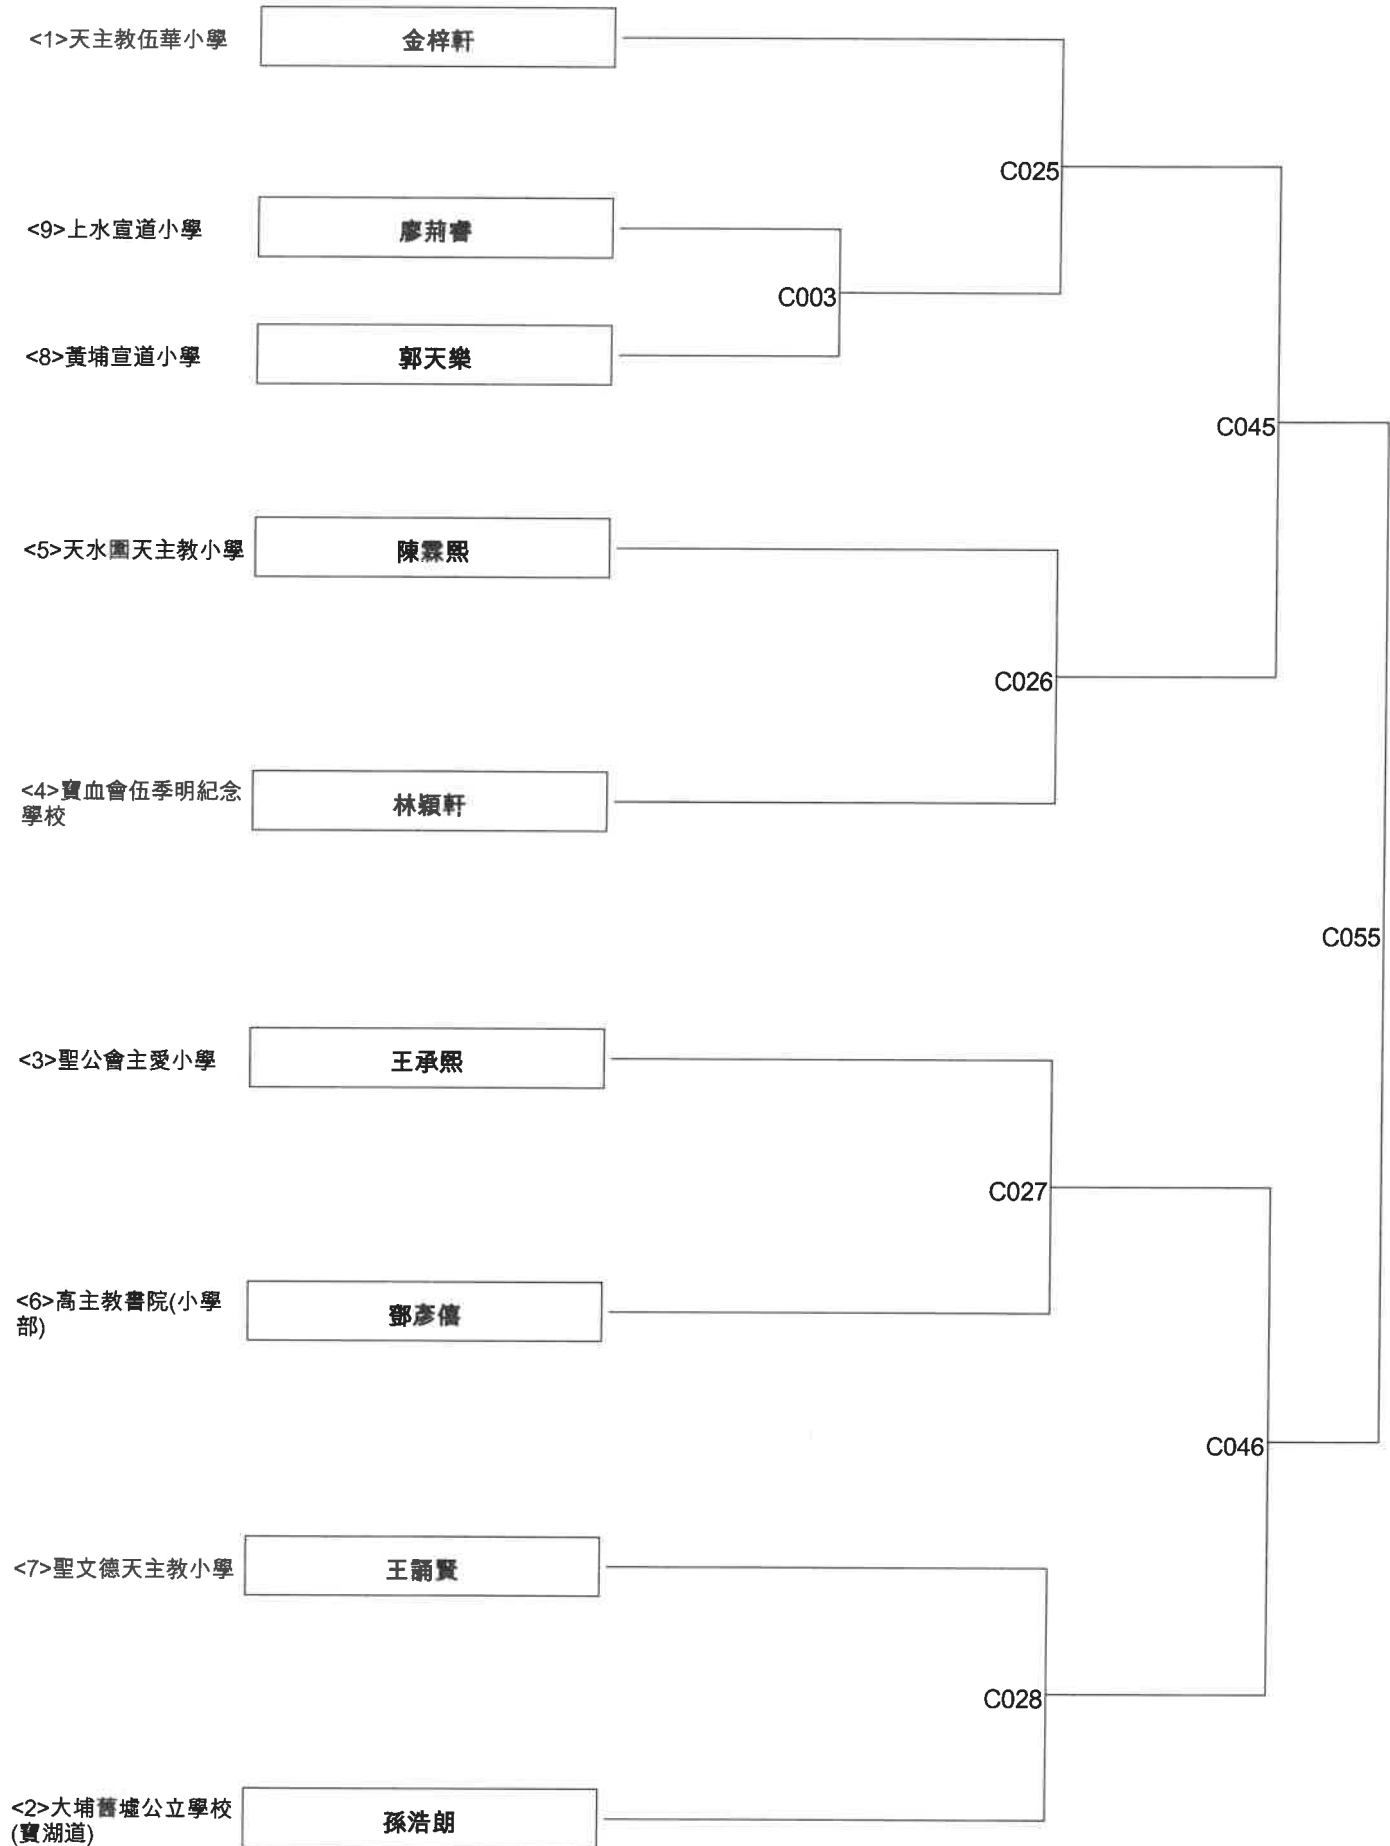 <1>天主教伍華小學
金梓軒
C025
<9>上水宣道小學
廖荊睿
C003
<8>黃埔宣道小學
郭天樂
C045
<5>天水圍天主教小學
陳霖熙
C026
<4>寶血會伍季明紀念
學校
林穎軒
C055
<3>聖公會主愛小學
王承熙
C027
<6>高主教書院(小學
部)
鄧彥僖
C046
<7>聖文德天主教小學
王誦賢
C028
<2>大埔舊墟公立學校
(寶湖道)
孫浩朗